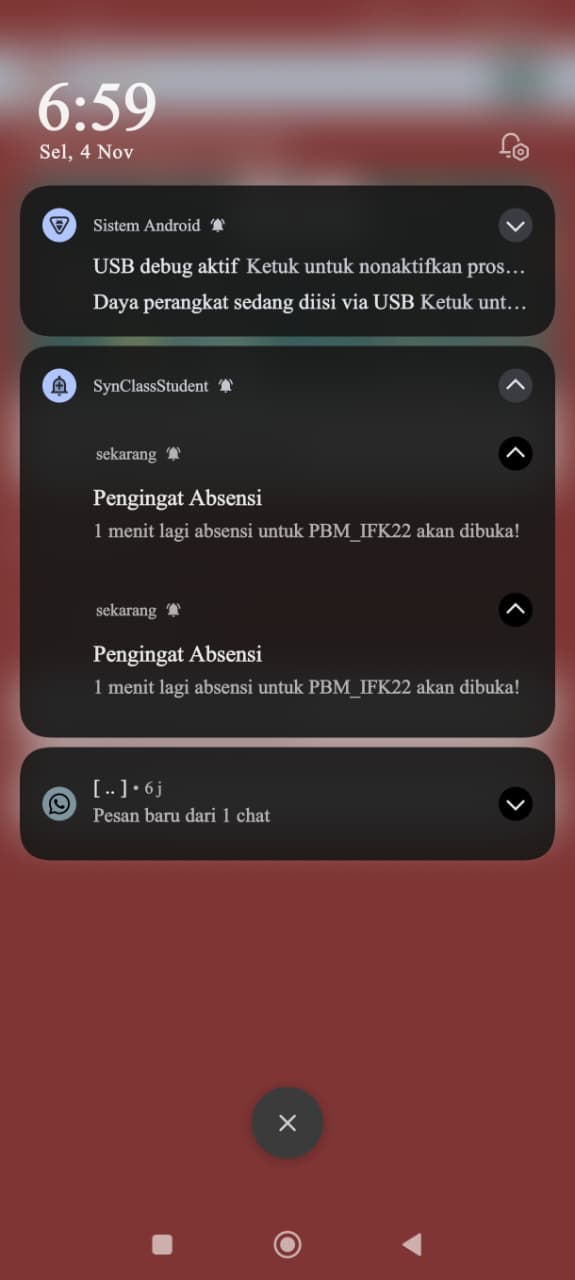 6:59
Sel, 4 Nov
Sistem Android
USB debug aktif Ketuk untuk nonaktifkan pros...
Daya perangkat sedang diisi via USB Ketuk unt...
SynClassStudent
sekarang
Pengingat Absensi
1 menit lagi absensi untuk PBM_IFK22 akan dibuka!
sekarang
Pengingat Absensi
1 menit lagi absensi untuk PBM_IFK22 akan dibuka!
[ .. ] • 6 j
Pesan baru dari 1 chat